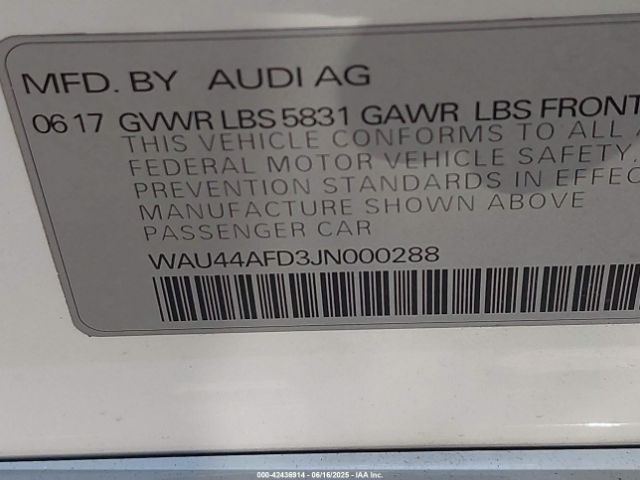 MFD. BY AUDI AG
06 17 GVWR LBS 5831 GAWR LBS FRONT
THIS VEHICLE CONFORMS TO ALL
FEDERAL MOTOR VEHICLE SAFETY,
PREVENTION STANDARDS IN EFFEC
MANUFACTURE SHOWN ABOVE
PASSENGER CAR
WAU44AFD3JN000288
000-42436914 | 06/16/2025 - IAA Inc.